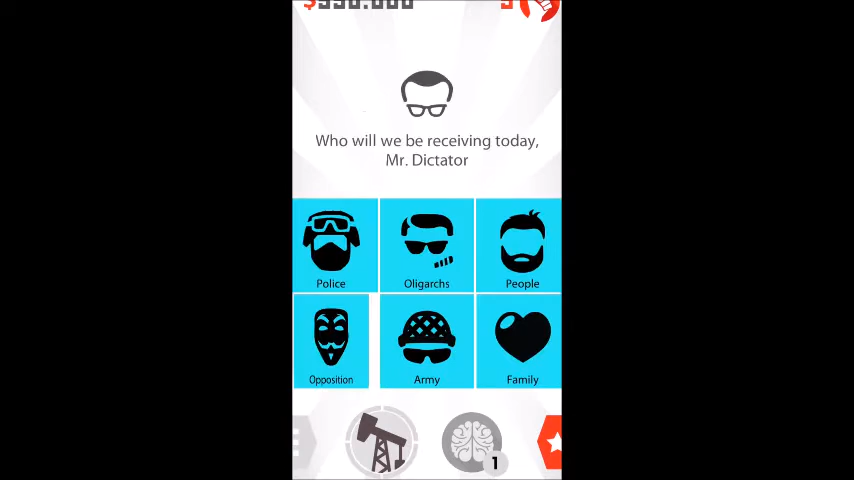 Who will we be receiving today,
Mr. Dictator
Police
Oligarchs
People
Opposition
Army
Family
1